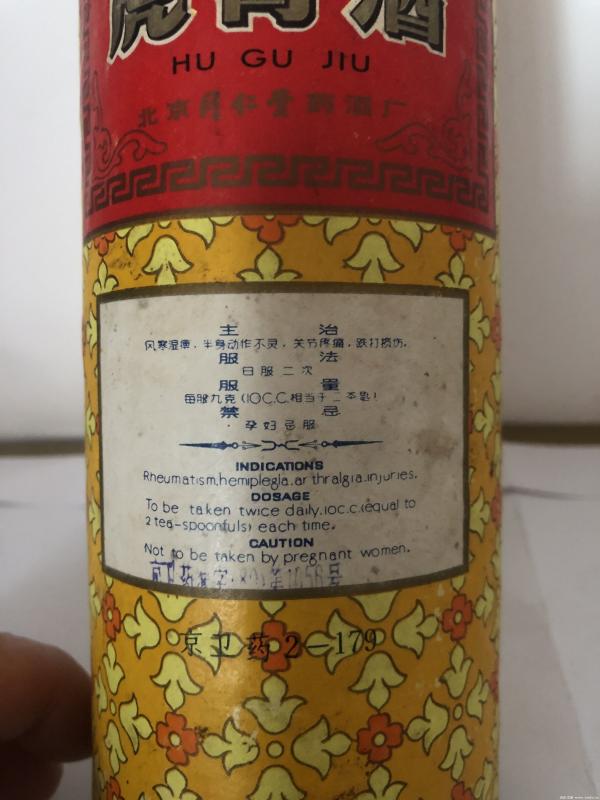 虎骨酒
HU GU JIU
北京同仁堂药酒厂
主 治
风寒湿痹，半身动作不灵，关节疼痛，跌打损伤。
服 法
日服二次
服 量
每服九克(10C.C.相当于二茶匙)
禁 忌
孕妇忌服
INDICATIONS
Rheumatism,hemiplegla,ar thralgia,injuries.
DOSAGE
To be taken twice daily.10c.c.(equal to
2 tea-spoonfuls) each time.
CAUTION
Not to be taken by pregnant women.
京卫药2-179